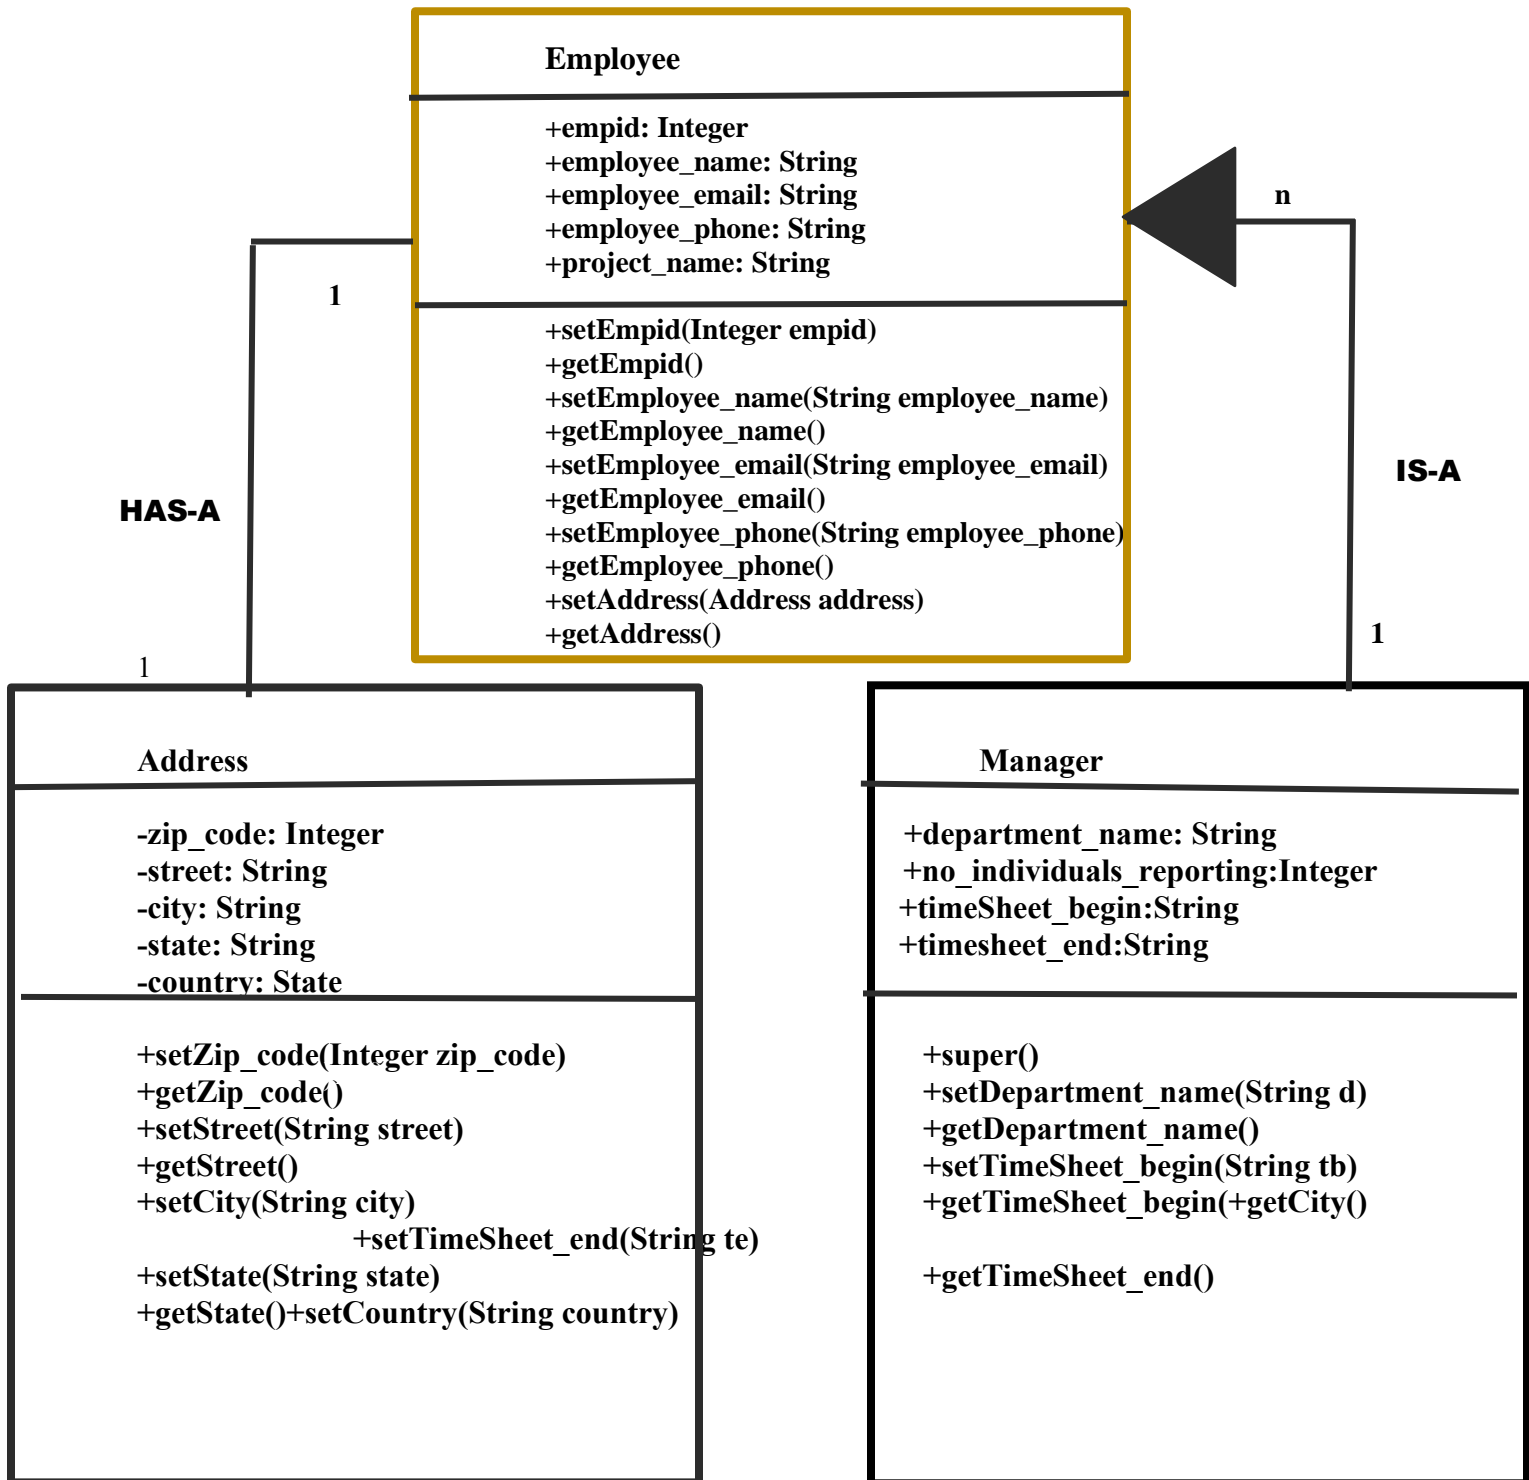 Employee
+empid: Integer
+employee_name: String
+employee_email: String
+employee_phone: String
+project_name: String
+setEmpid(Integer empid)
+getEmpid()
+setEmployee_name(String employee_name)
+getEmployee_name()
+setEmployee_email(String employee_email)
+getEmployee_email()
+setEmployee_phone(String employee_phone)
+getEmployee_phone()
+setAddress(Address address)
+getAddress()
1
HAS-A
1
n
IS-A
1
Address
-zip_code: Integer
-street: String
-city: String
-state: String
-country: State
+setZip_code(Integer zip_code)
+getZip_code()
+setStreet(String street)
+getStreet()
+setCity(String city)
+setTimeSheet_end(String te)
+setState(String state)
+getState()+setCountry(String country)
Manager
+department_name: String
+no_individuals_reporting:Integer
+timeSheet_begin:String
+timesheet_end:String
+super()
+setDepartment_name(String d)
+getDepartment_name()
+setTimeSheet_begin(String tb)
+getTimeSheet_begin(+getCity()
+getTimeSheet_end()